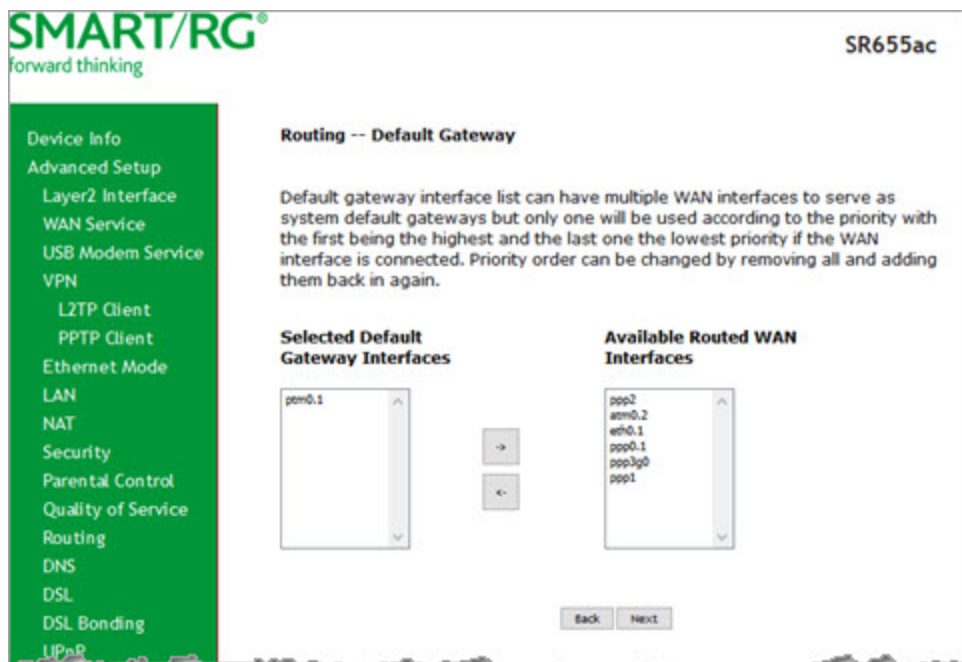 SMART/RG®
forward thinking
SR655ac
Device Info
Advanced Setup
Layer2 Interface
WAN Service
USB Modem Service
VPN
L2TP Client
PPTP Client
Ethernet Mode
LAN
NAT
Security
Parental Control
Quality of Service
Routing
DNS
DSL
DSL Bonding
UPnP
Routing -- Default Gateway
Default gateway interface list can have multiple WAN interfaces to serve as
system default gateways but only one will be used according to the priority with
the first being the highest and the last one the lowest priority if the WAN
interface is connected. Priority order can be changed by removing all and adding
them back in again.
Selected Default
Gateway Interfaces
ptm0.1
->
<-
Available Routed WAN
Interfaces
ppp2
atm0.2
eth0.1
ppp0.1
ppp3g0
ppp1
Back Next